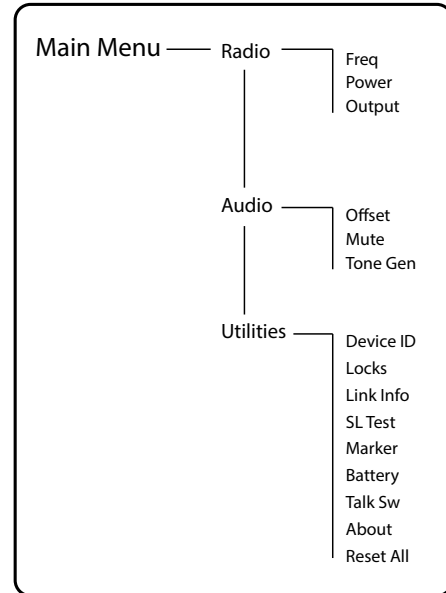 Main Menu
Radio
Freq
Power
Output
Audio
Offset
Mute
Tone Gen
Utilities
Device ID
Locks
Link Info
SL Test
Marker
Battery
Talk Sw
About
Reset All